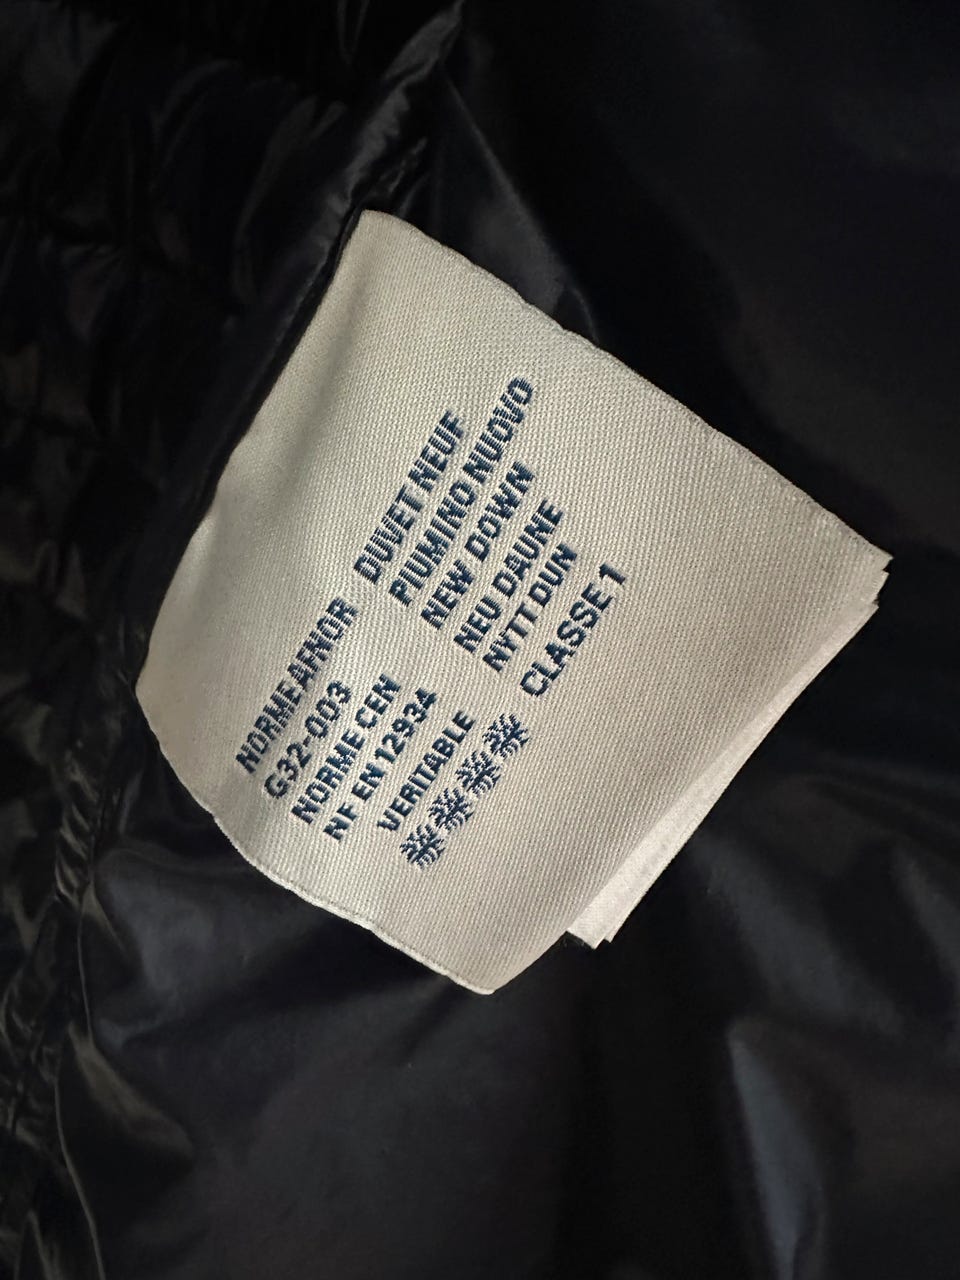 NORME AFNOR
G32-003
NORME CEN
NF EN 12934
VERITABLE
DUVET NEUF
PIUMINO NUOVO
NEW DOWN
NEU DAUNE
NYTT DUN
CLASSE 1